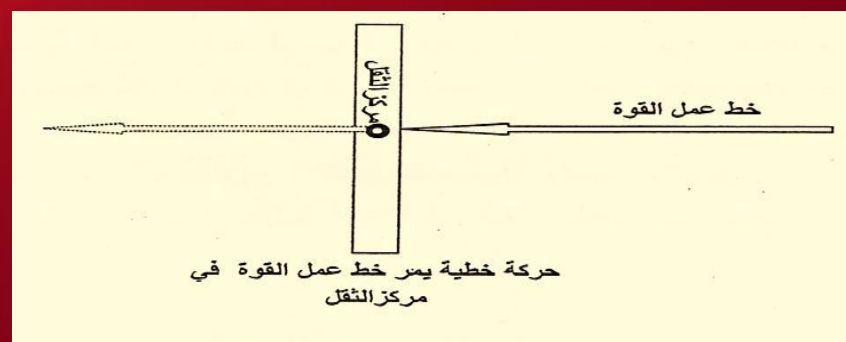 خط عمل القوة
مركز الثقل
حركة خطية يمر خط عمل القوة في
مركز الثقل